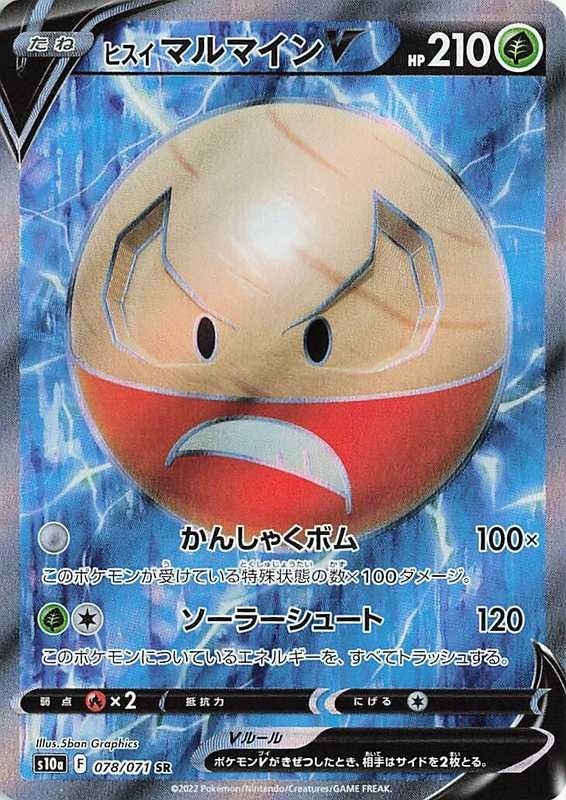 たね ヒスイ マルマインV HP 210
かんしゃくボム 100×
このポケモンが受けている特殊状態の数×100ダメージ。
ソーラーシュート 120
このポケモンについているエネルギーを、すべてトラッシュする。
弱点 ×2 抵抗力 にげる
Illus.5ban Graphics
Vルール
ポケモンVがきぜつしたとき、相手はサイドを2枚とる。
s10a F 078/071 SR
©2022 Pokémon/Nintendo/Creatures/GAME FREAK.